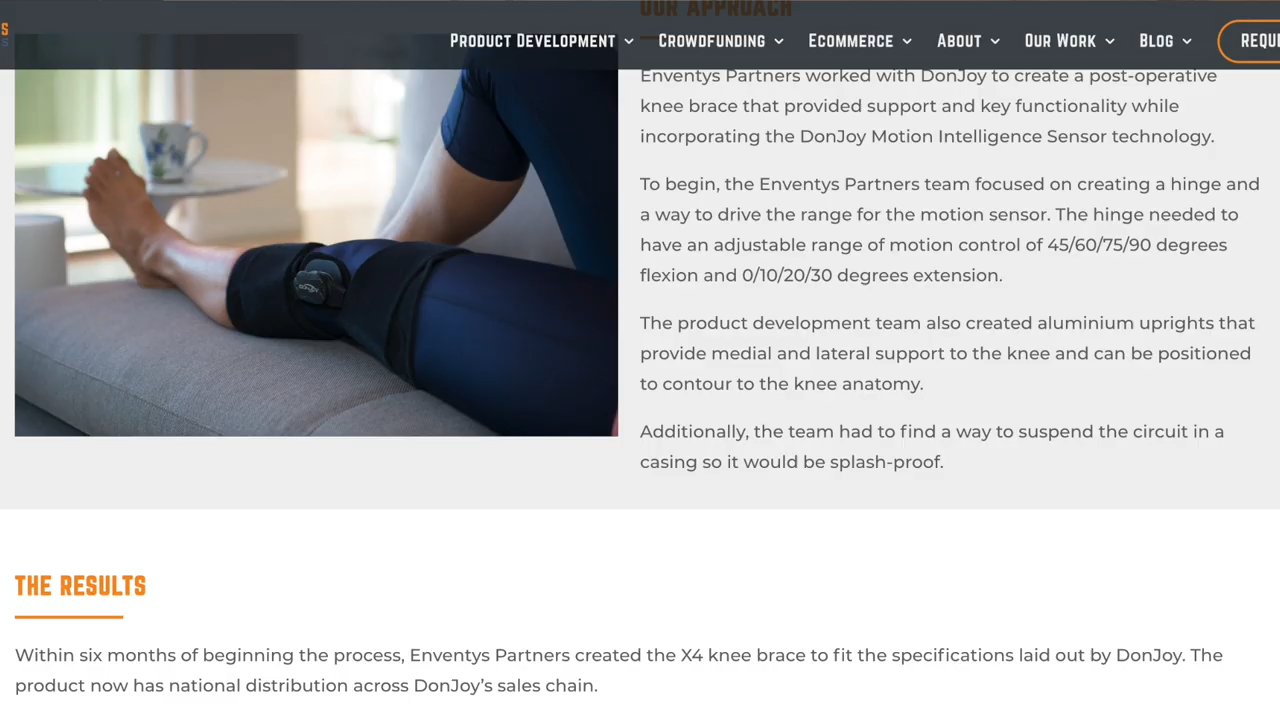 OUR APPROACH
S
S
Product Development
Crowdfunding
Ecommerce
About
Our Work
Blog
Enventys Partners worked with DonJoy to create a post-operative
knee brace that provided support and key functionality while
incorporating the DonJoy Motion Intelligence Sensor technology.
To begin, the Enventys Partners team focused on creating a hinge and
a way to drive the range for the motion sensor. The hinge needed to
have an adjustable range of motion control of 45/60/75/90 degrees
flexion and 0/10/20/30 degrees extension.
The product development team also created aluminium uprights that
provide medial and lateral support to the knee and can be positioned
to contour to the knee anatomy.
Additionally, the team had to find a way to suspend the circuit in a
casing so it would be splash-proof.
THE RESULTS
Within six months of beginning the process, Enventys Partners created the X4 knee brace to fit the specifications laid out by DonJoy. The
product now has national distribution across DonJoy’s sales chain.